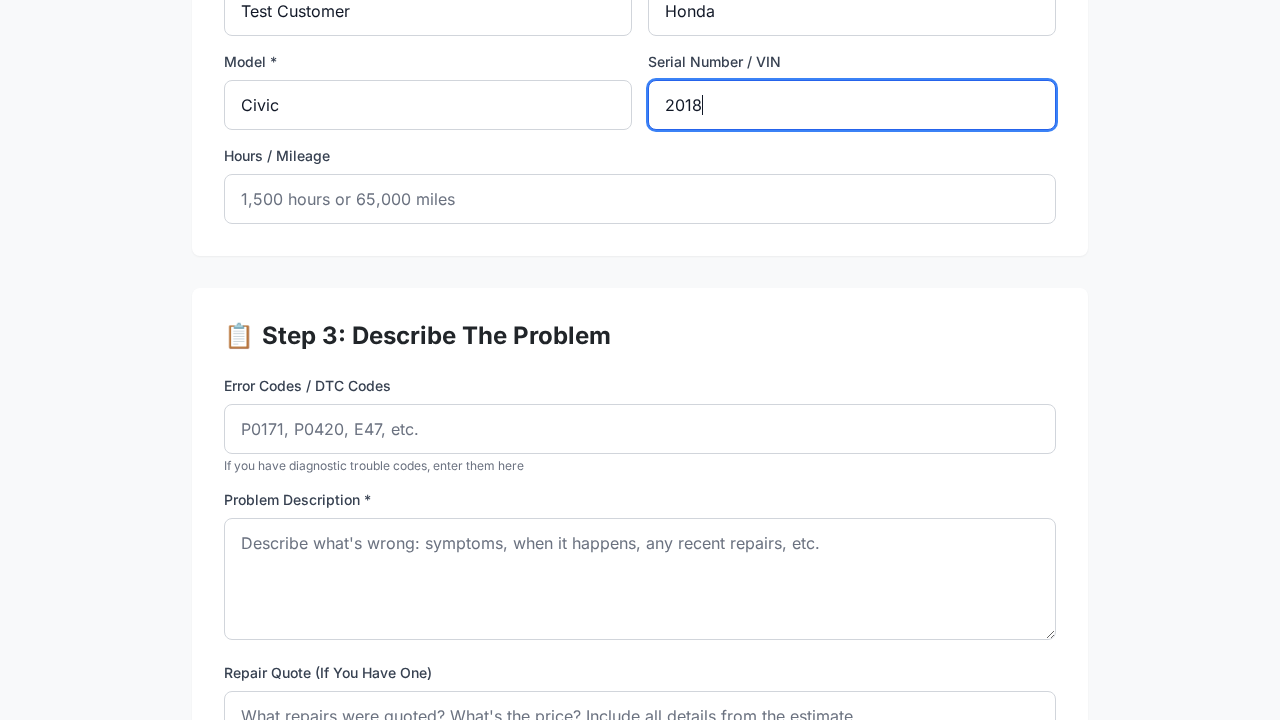 Test Customer
Honda
Model *
Serial Number / VIN
Civic
2018
Hours / Mileage
1,500 hours or 65,000 miles
📋 Step 3: Describe The Problem
Error Codes / DTC Codes
P0171, P0420, E47, etc.
If you have diagnostic trouble codes, enter them here
Problem Description *
Describe what's wrong: symptoms, when it happens, any recent repairs, etc.
Repair Quote (If You Have One)
What repairs were quoted? What's the price? Include all details from the estimate